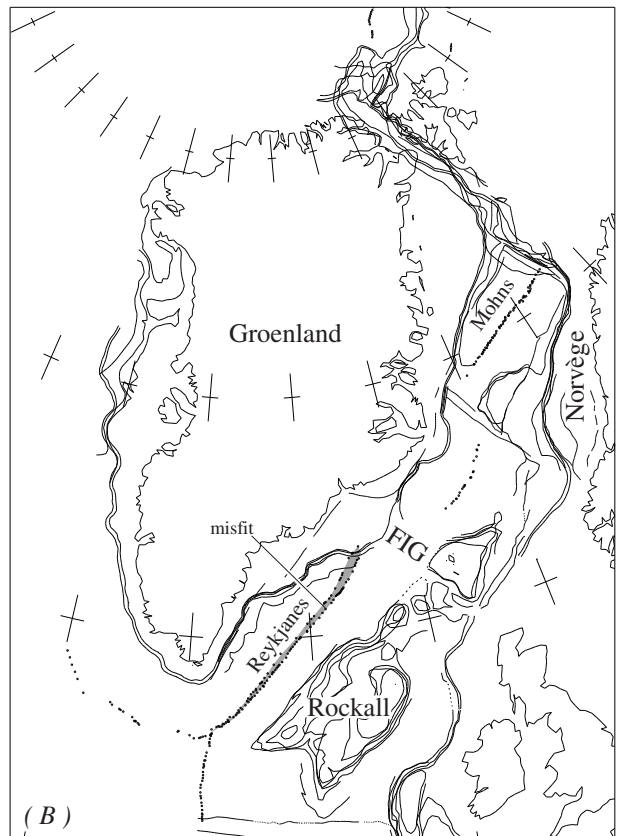 Mohns
Groenland
Norvège
misfit
FIG
Reykjanes
Rockall
( B )